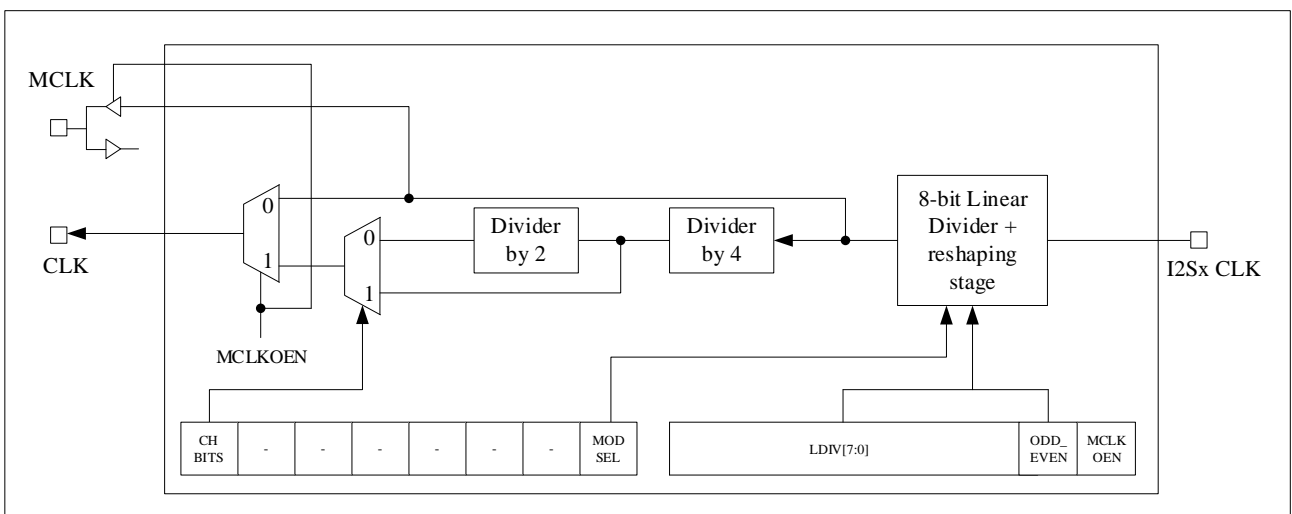 MCLK
CLK
0
1
MCLKOEN
0
1
Divider
by 2
Divider
by 4
8-bit Linear
Divider +
reshaping
stage
I2Sx CLK
CH
BITS
-
-
-
-
-
-
MOD
SEL
LDIV[7:0]
ODD_
EVEN
MCLK
OEN